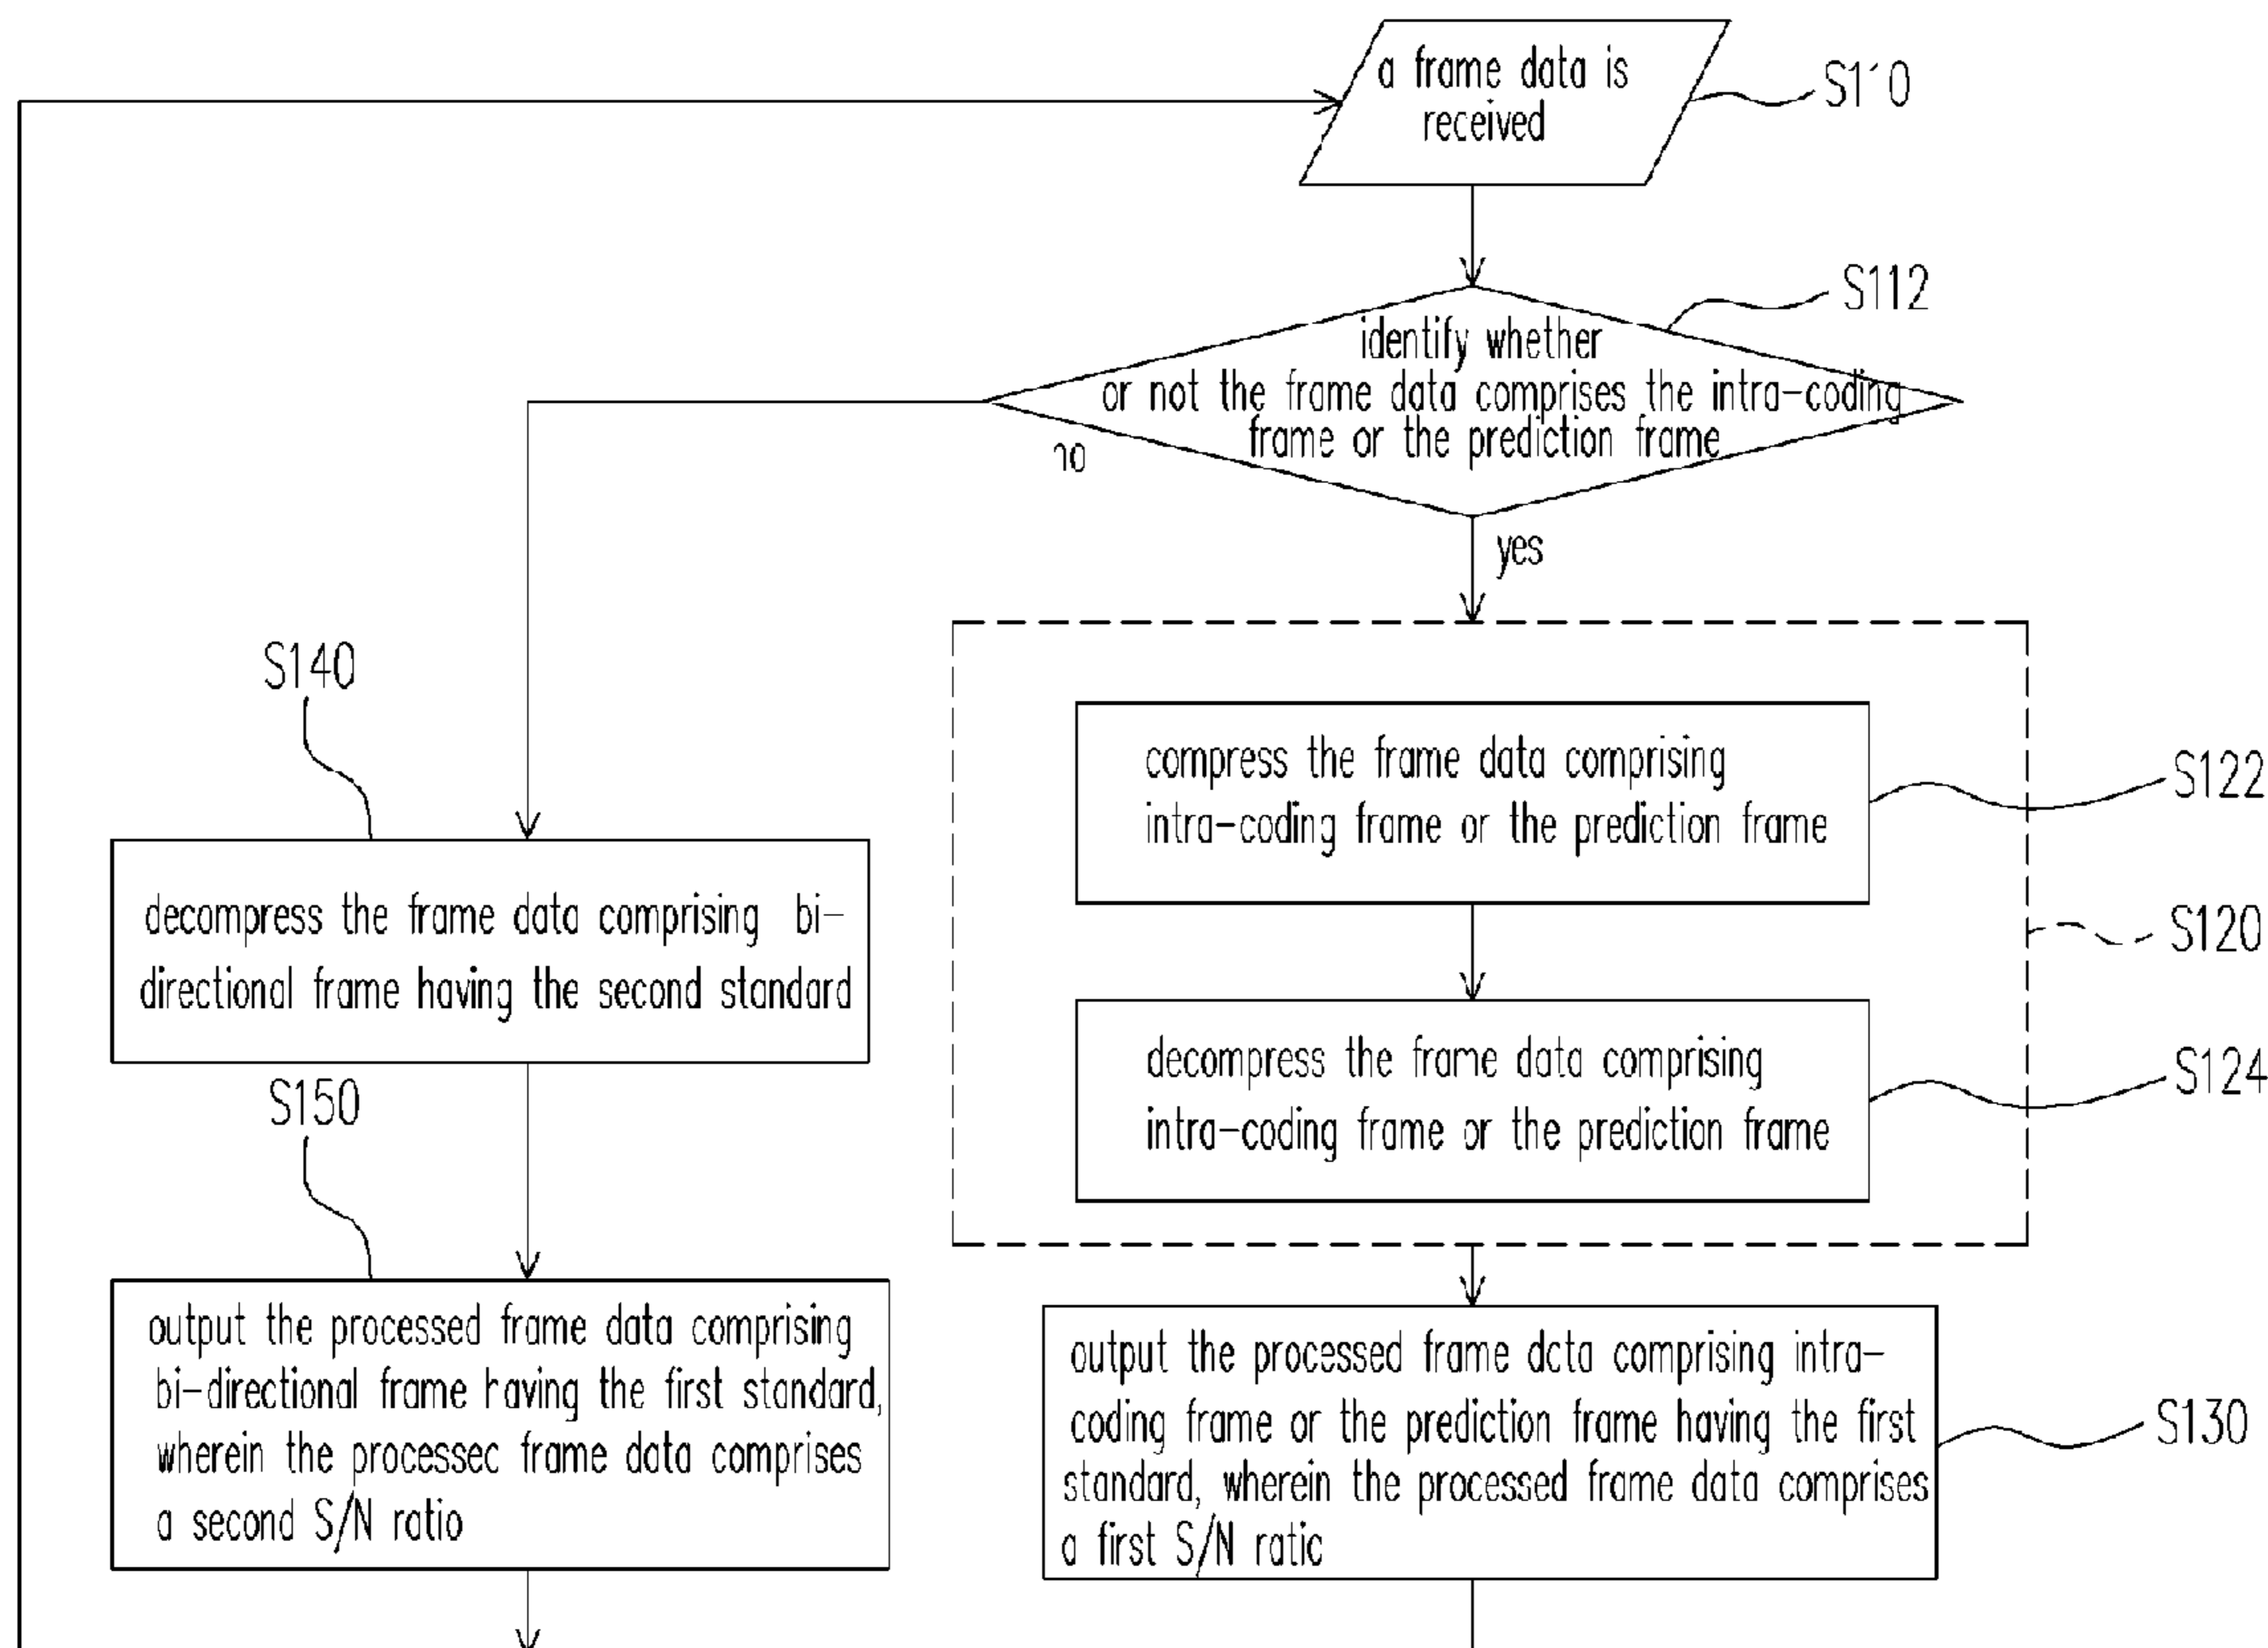 a frame data is
received
S110
S112
identify whether
or not the frame data comprises the intra-coding
frame or the prediction frame
no
yes
S140
compress the frame data comprising
intra-coding frame or the prediction frame
S122
decompress the frame data comprising bi-
directional frame having the second standard
S120
decompress the frame data comprising
intra-coding frame or the prediction frame
S124
S150
output the processed frame data comprising
bi-directional frame having the first standard,
wherein the processed frame data comprises
a second S/N ratio
output the processed frame data comprising intra-
coding frame or the prediction frame having the first
standard, wherein the processed frame data comprises
a first S/N ratio
S130